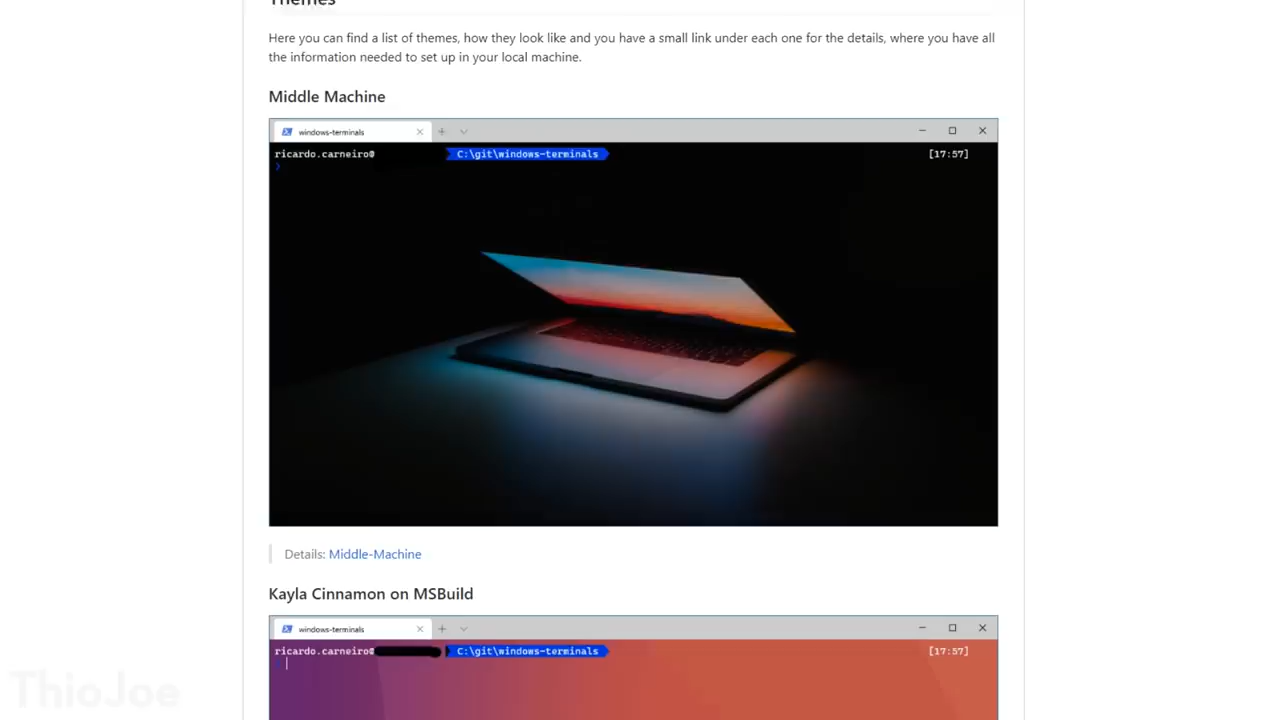 Themes
Here you can find a list of themes, how they look like and you have a small link under each one for the details, where you have all
the information needed to set up in your local machine.
Middle Machine
windows-terminals
ricardo.carneiro@ C:\git\windows-terminals [17:57]
Details: Middle-Machine
Kayla Cinnamon on MSBuild
windows-terminals
ricardo.carneiro@ C:\git\windows-terminals [17:57]
ThioJoe